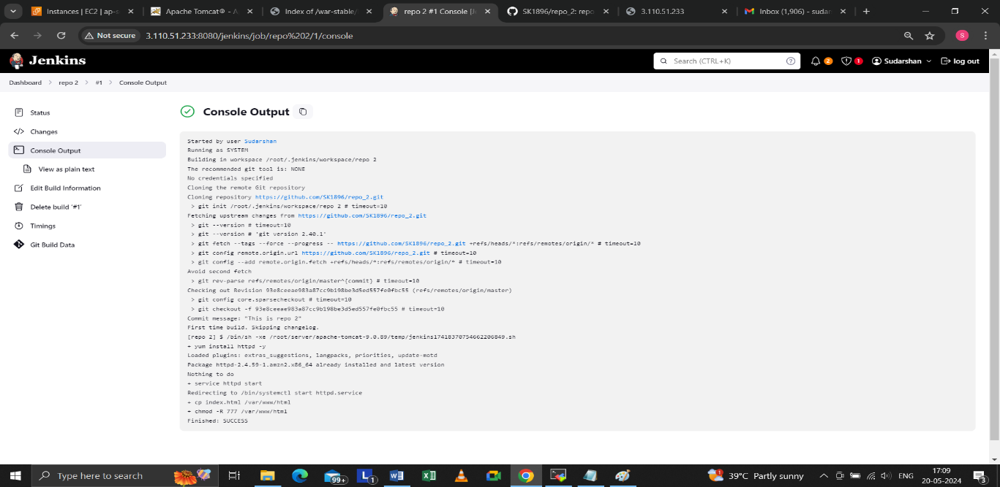 Instances | EC2 | ap-s
Apache Tomcat® - A
Index of /war-stable/
repo 2 #1 Console [J
SK1896/repo_2: repo
3.110.51.233
Inbox (1,906) - sudar
Not secure
3.110.51.233:8080/jenkins/job/repo%202/1/console
S
Jenkins
Search (CTRL+K)
2
1
Sudarshan
log out
Dashboard > repo 2 > #1 > Console Output
Status
Changes
Console Output
View as plain text
Edit Build Information
Delete build '#1'
Timings
Git Build Data
Console Output
Started by user Sudarshan
Running as SYSTEM
Building in workspace /root/.jenkins/workspace/repo 2
The recommended git tool is: NONE
No credentials specified
Cloning the remote Git repository
Cloning repository https://github.com/SK1896/repo_2.git
> git init /root/.jenkins/workspace/repo 2 # timeout=10
Fetching upstream changes from https://github.com/SK1896/repo_2.git
> git --version # timeout=10
> git --version # 'git version 2.40.1'
> git fetch --tags --force --progress -- https://github.com/SK1896/repo_2.git +refs/heads/*:refs/remotes/origin/* # timeout=10
> git config remote.origin.url https://github.com/SK1896/repo_2.git # timeout=10
> git config --add remote.origin.fetch +refs/heads/*:refs/remotes/origin/* # timeout=10
Avoid second fetch
> git rev-parse refs/remotes/origin/master^{commit} # timeout=10
Checking out Revision 93e8ceeae983a87cc9b198be3d5ed557fe0fbc55 (refs/remotes/origin/master)
> git config core.sparsecheckout # timeout=10
> git checkout -f 93e8ceeae983a87cc9b198be3d5ed557fe0fbc55 # timeout=10
Commit message: "This is repo 2"
First time build. Skipping changelog.
[repo 2] $ /bin/sh -xe /root/server/apache-tomcat-9.0.89/temp/jenkins17418370754662206849.sh
+ yum install httpd -y
Loaded plugins: extras_suggestions, langpacks, priorities, update-motd
Package httpd-2.4.59-1.amzn2.x86_64 already installed and latest version
Nothing to do
+ service httpd start
Redirecting to /bin/systemctl start httpd.service
+ cp index.html /var/www/html
+ chmod -R 777 /var/www/html
Finished: SUCCESS
Type here to search
99+
L
1
39°C Partly sunny
ENG
17:09
20-05-2024
3